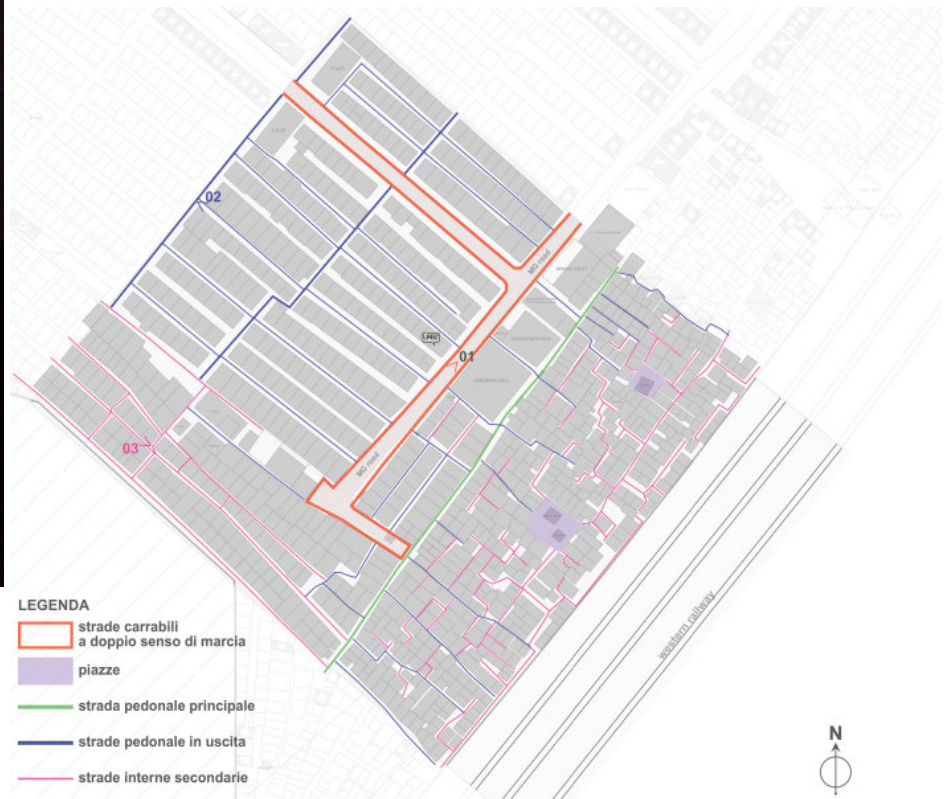 02
MG road
01
MG road
03
western railway
LEGENDA
strade carrabili
a doppio senso di marcia
piazze
strada pedonale principale
strade pedonale in uscita
strade interne secondarie
N